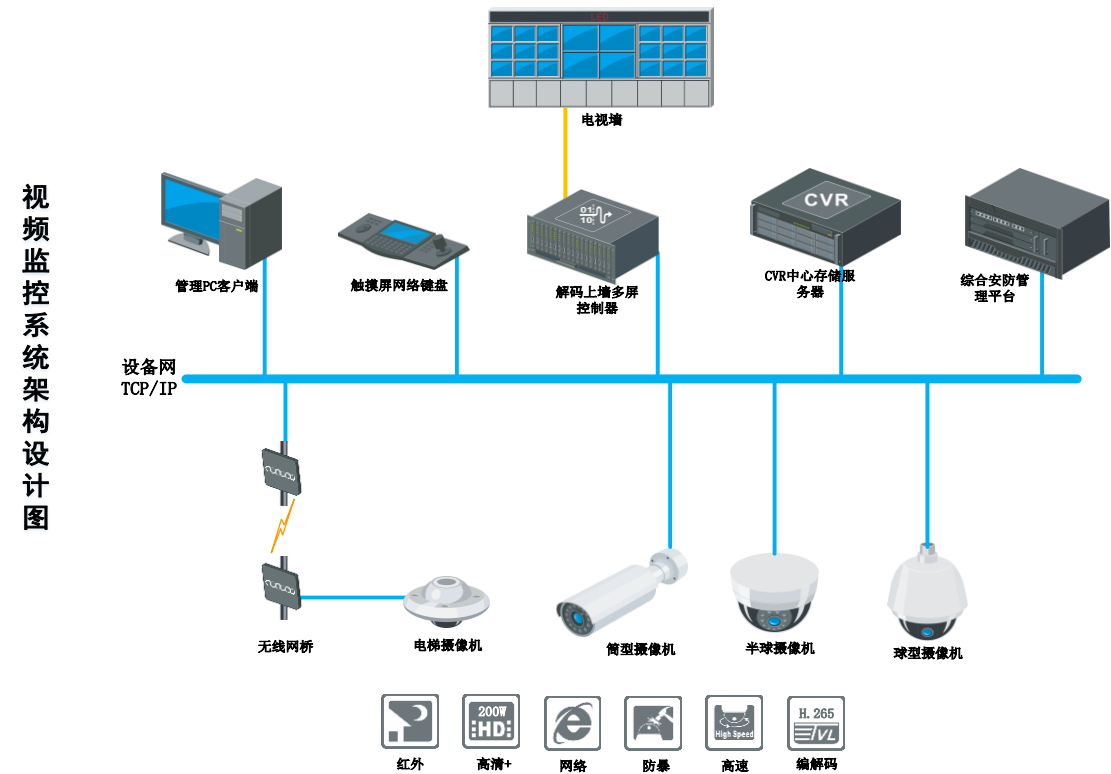 视频监控系统架构设计图
LED
电视墙
01
10
CVR
管理PC客户端
触摸屏网络键盘
解码上墙多屏
控制器
CVR中心存储服
务器
综合安防管
理平台
设备网
TCP/IP
无线网桥
电梯摄像机
筒型摄像机
半球摄像机
球型摄像机
200W
HD
High Speed
H.265
VL
红外
高清+
网络
防暴
高速
编解码